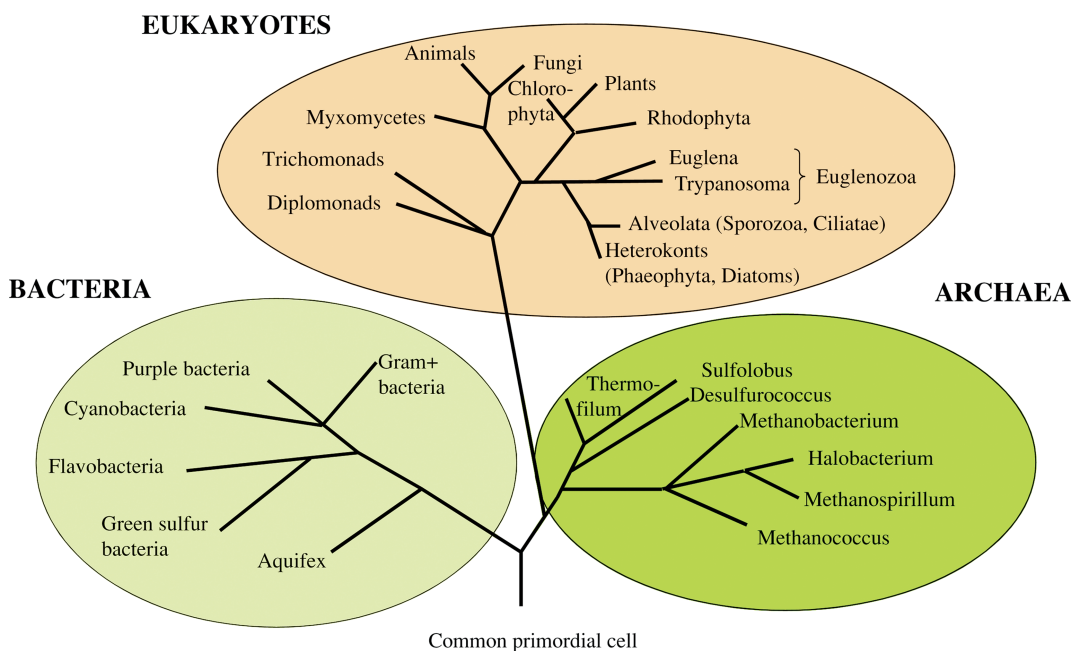 EUKARYOTES
Animals
Fungi
Chloro-
phyta
Plants
Myxomycetes
Rhodophyta
Trichomonads
Euglena
Trypanosoma
Euglenozoa
Diplomonads
Alveolata (Sporozoa, Ciliatae)
Heterokonts
(Phaeophyta, Diatoms)
BACTERIA
Purple bacteria
Gram+
bacteria
Cyanobacteria
Flavobacteria
Green sulfur
bacteria
Aquifex
ARCHAEA
Thermo-
filum
Sulfolobus
Desulfurococcus
Methanobacterium
Halobacterium
Methanospirillum
Methanococcus
Common primordial cell